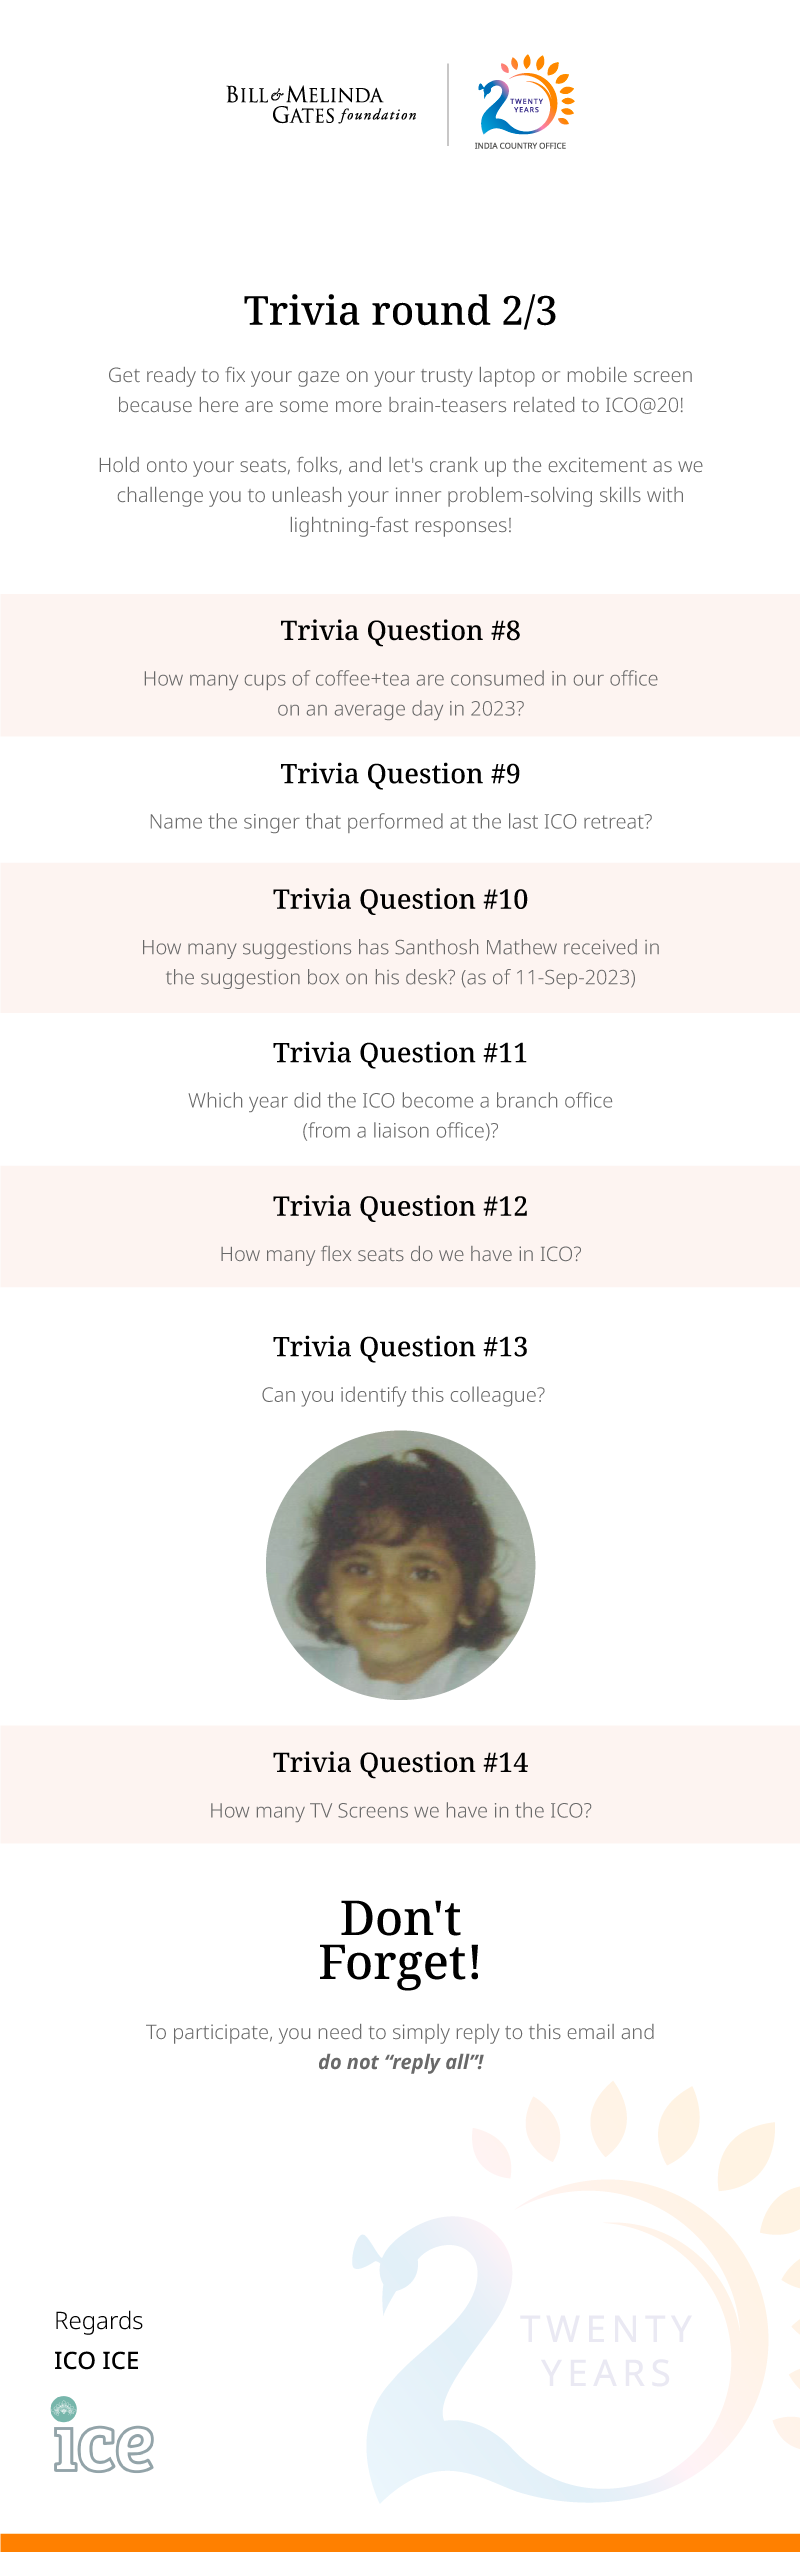 BILL & MELINDA
GATES foundation
TWENTY
YEARS
INDIA COUNTRY OFFICE
Trivia round 2/3
Get ready to fix your gaze on your trusty laptop or mobile screen
because here are some more brain-teasers related to ICO@20!
Hold onto your seats, folks, and let's crank up the excitement as we
challenge you to unleash your inner problem-solving skills with
lightning-fast responses!
Trivia Question #8
How many cups of coffee+tea are consumed in our office
on an average day in 2023?
Trivia Question #9
Name the singer that performed at the last ICO retreat?
Trivia Question #10
How many suggestions has Santhosh Mathew received in
the suggestion box on his desk? (as of 11-Sep-2023)
Trivia Question #11
Which year did the ICO become a branch office
(from a liaison office)?
Trivia Question #12
How many flex seats do we have in ICO?
Trivia Question #13
Can you identify this colleague?
Trivia Question #14
How many TV Screens we have in the ICO?
Don't
Forget!
To participate, you need to simply reply to this email and
do not “reply all”!
TWENTY
YEARS
Regards
ICO ICE
ice